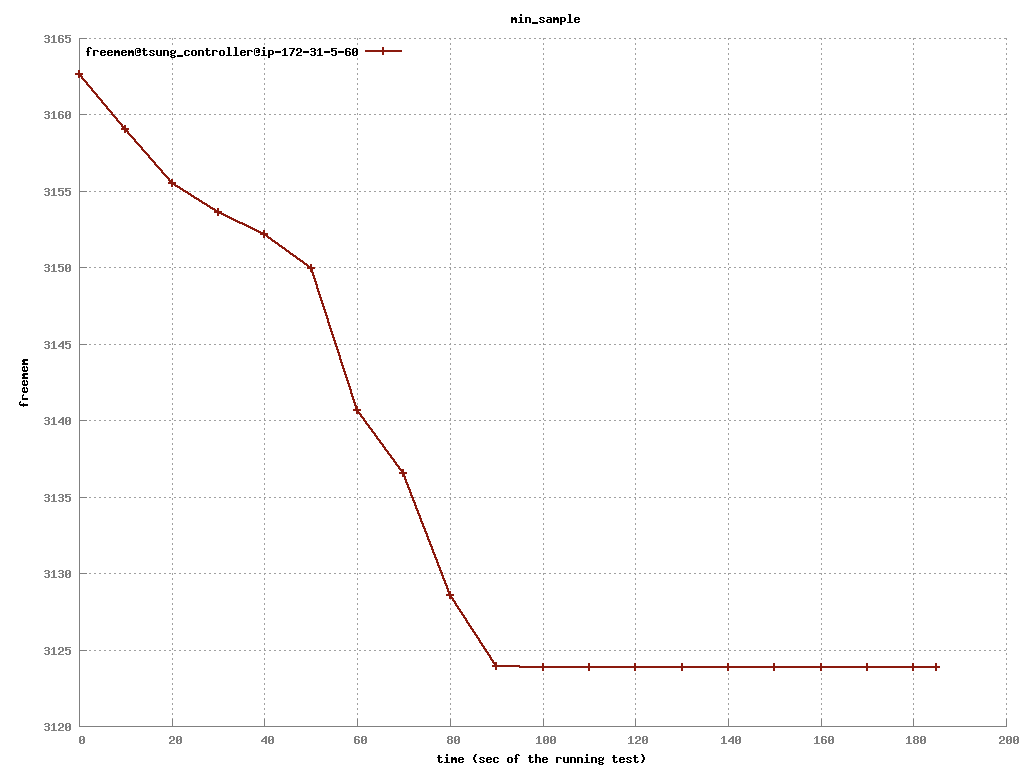 min_sample
freemem@tsung_controller@ip-172-31-5-60
3165
3160
3155
3150
3145
3140
3135
3130
3125
3120
freemem
0 20 40 60 80 100 120 140 160 180 200
time (sec of the running test)